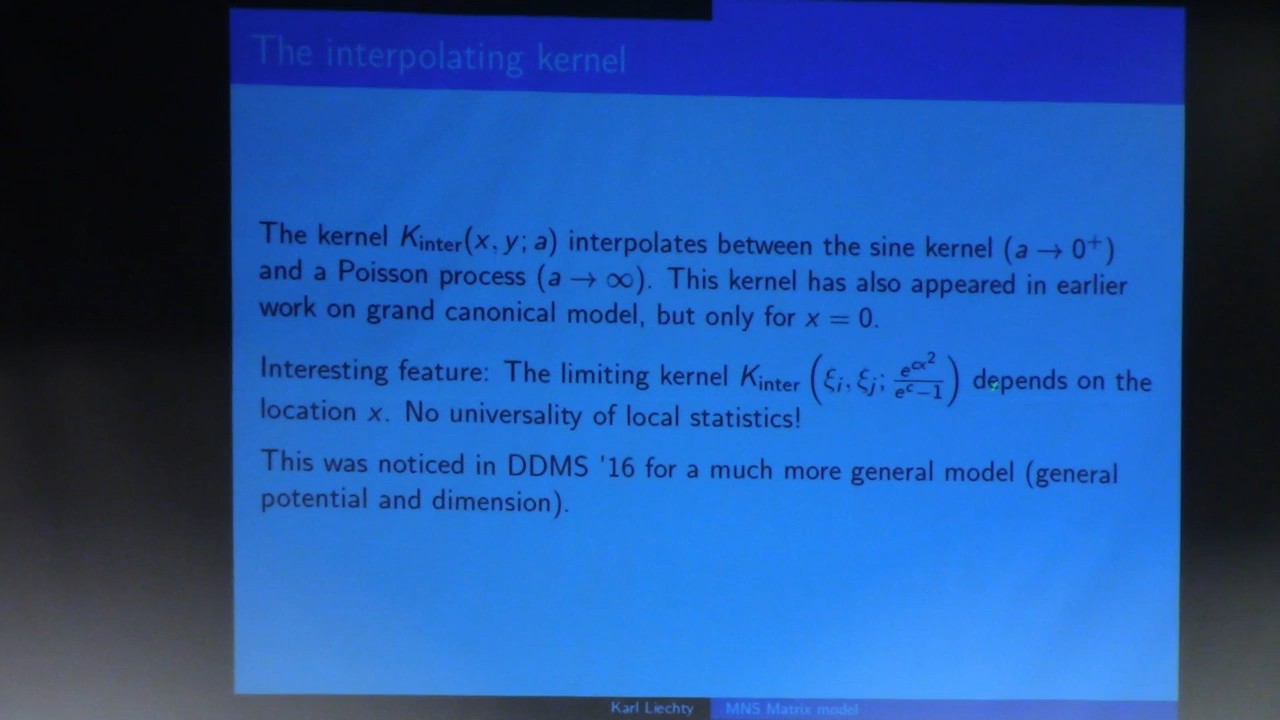 The interpolating kernel
The kernel K_inter(x, y; a) interpolates between the sine kernel (a → 0⁺)
and a Poisson process (a → ∞). This kernel has also appeared in earlier
work on grand canonical model, but only for x = 0.
Interesting feature: The limiting kernel K_inter (ξ_i, ξ_j; e^{cx²}/(e^c−1)) depends on the
location x. No universality of local statistics!
This was noticed in DDMS '16 for a much more general model (general
potential and dimension).
Karl Liechty MNS Matrix model